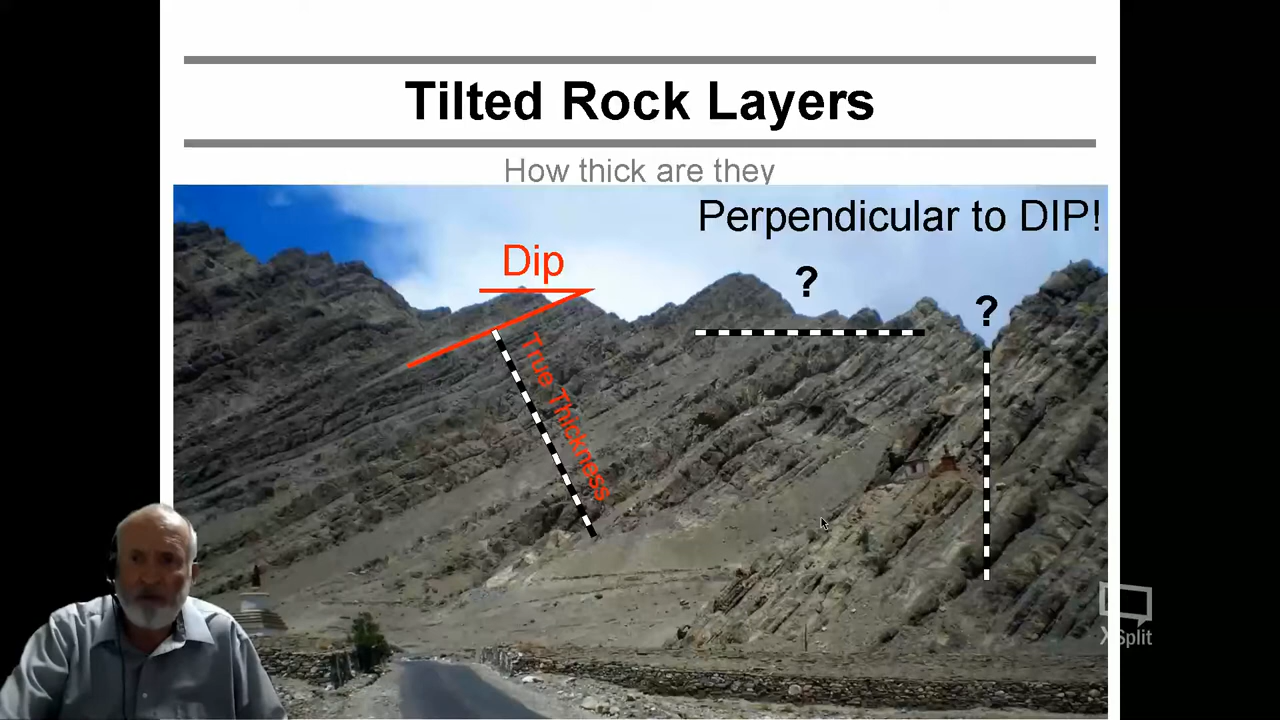 Tilted Rock Layers
How thick are they
Perpendicular to DIP!
Dip
?
?
True Thickness
XSplit